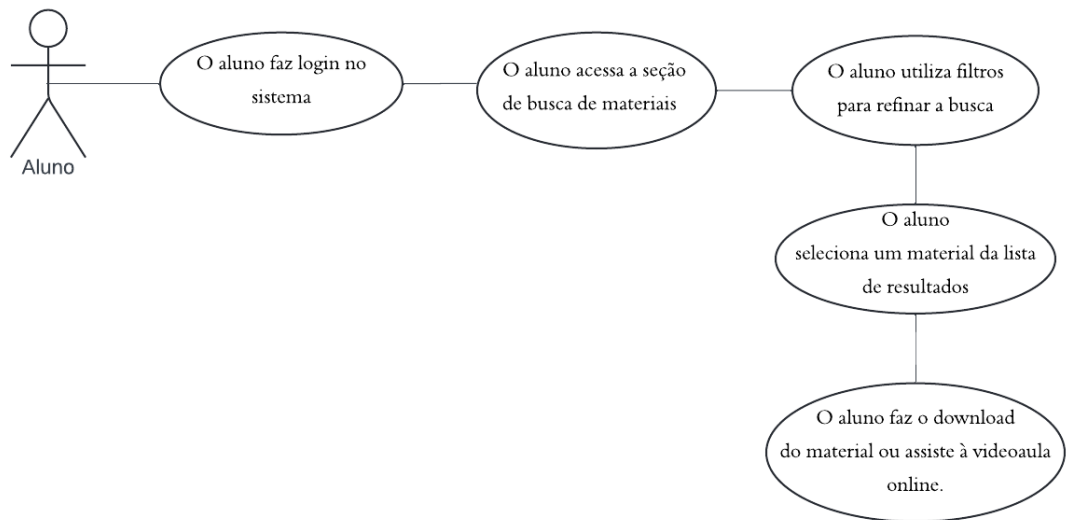 O aluno faz login no
sistema
O aluno acessa a seção
de busca de materiais
O aluno utiliza filtros
para refinar a busca
Aluno
O aluno
seleciona um material da lista
de resultados
O aluno faz o download
do material ou assiste à videoaula
online.